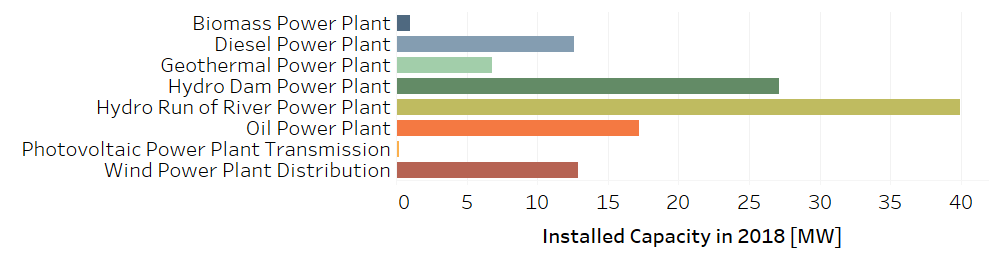 Biomass Power Plant
Diesel Power Plant
Geothermal Power Plant
Hydro Dam Power Plant
Hydro Run of River Power Plant
Oil Power Plant
Photovoltaic Power Plant Transmission
Wind Power Plant Distribution
0 5 10 15 20 25 30 35 40
Installed Capacity in 2018 [MW]